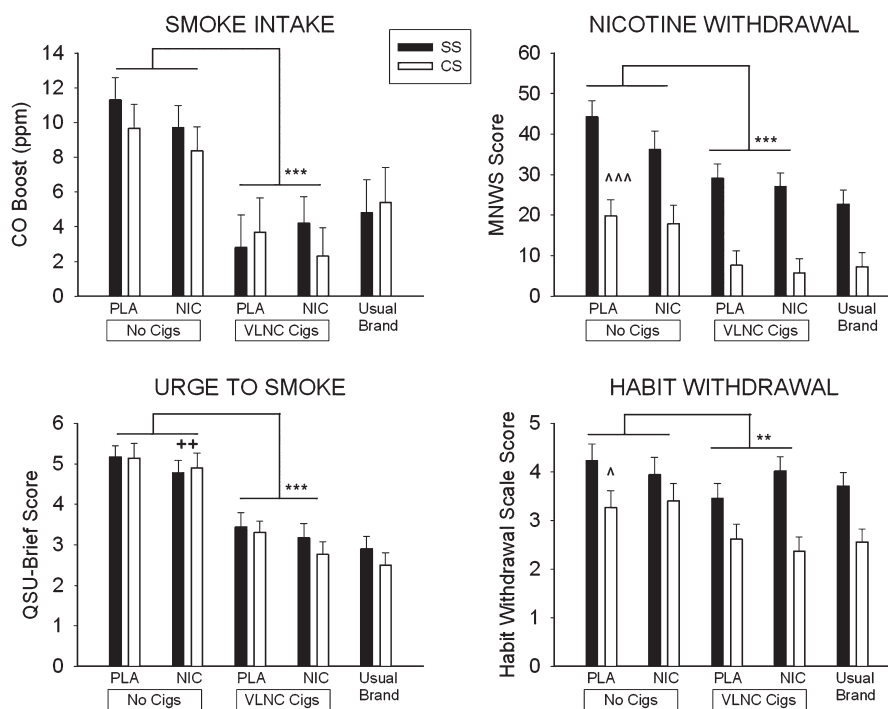 SMOKE INTAKE
CO Boost (ppm)
14
12
10
8
6
4
2
0
***
PLA NIC PLA NIC Usual
No Cigs VLNC Cigs Brand
SS
CS
NICOTINE WITHDRAWAL
MNWS Score
60
50
40
30
20
10
0
^^^
***
PLA NIC PLA NIC Usual
No Cigs VLNC Cigs Brand
URGE TO SMOKE
QSU-Brief Score
6
5
4
3
2
1
0
++
***
PLA NIC PLA NIC Usual
No Cigs VLNC Cigs Brand
HABIT WITHDRAWAL
Habit Withdrawal Scale Score
5
4
3
2
1
0
^
**
PLA NIC PLA NIC Usual
No Cigs VLNC Cigs Brand